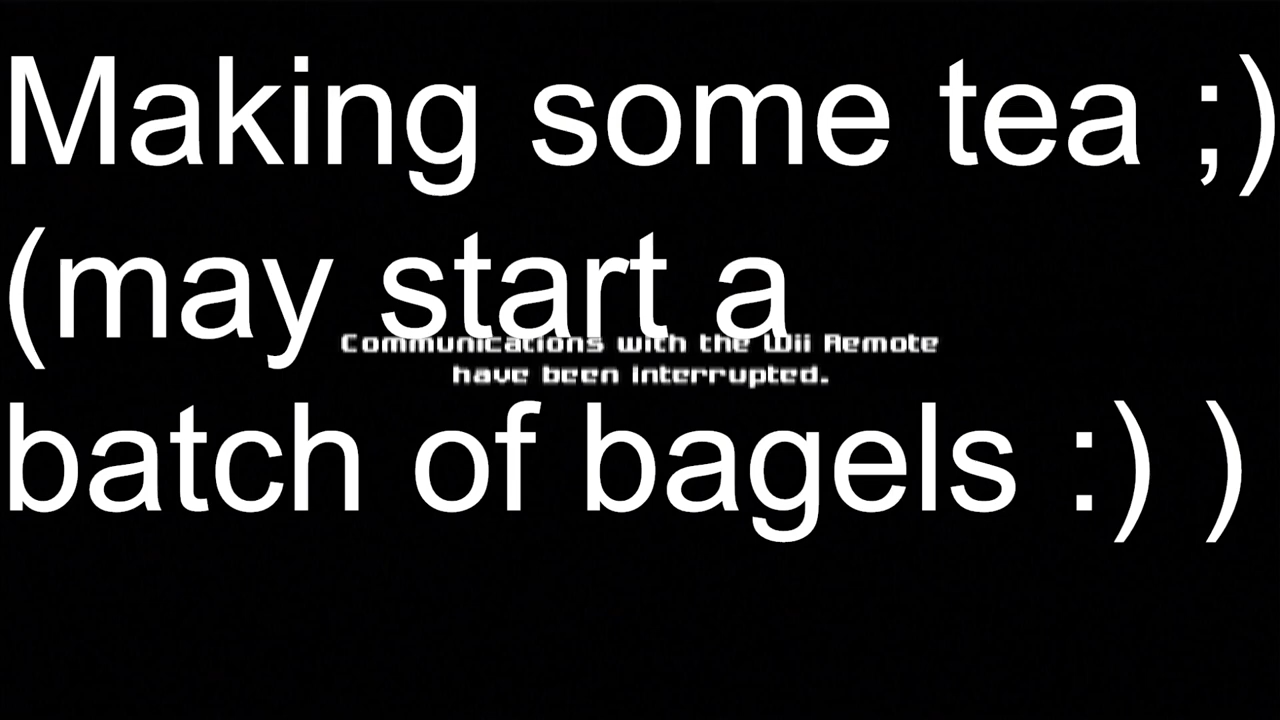 Making some tea ;)
(may start a
Communications with the Wii Remote
have been interrupted.
batch of bagels :) )